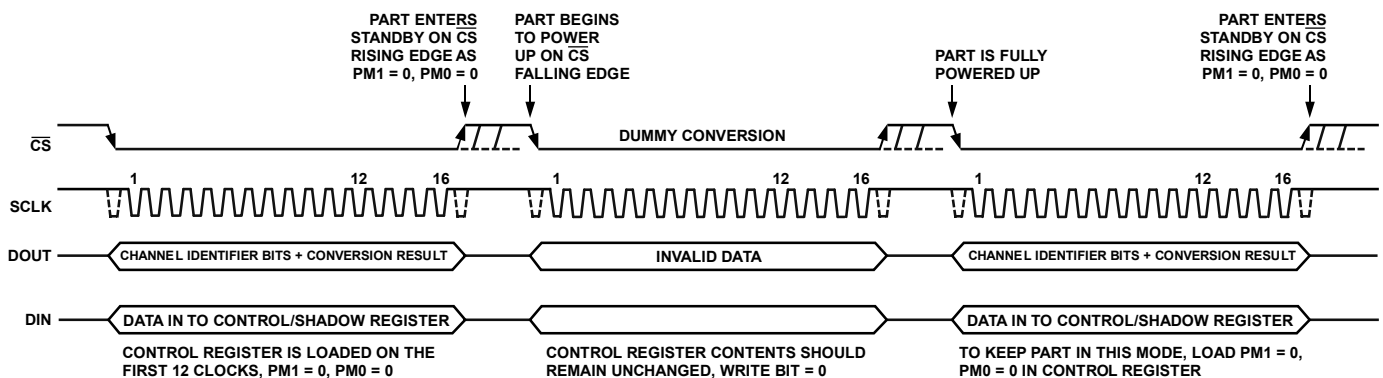 PART ENTERS
STANDBY ON CS
RISING EDGE AS
PM1 = 0, PM0 = 0
PART BEGINS
TO POWER
UP ON CS
FALLING EDGE
PART IS FULLY
POWERED UP
PART ENTERS
STANDBY ON CS
RISING EDGE AS
PM1 = 0, PM0 = 0
CS
DUMMY CONVERSION
SCLK
1 12 16 1 12 16 1 12 16
DOUT
CHANNEL IDENTIFIER BITS + CONVERSION RESULT
INVALID DATA
CHANNEL IDENTIFIER BITS + CONVERSION RESULT
DIN
DATA IN TO CONTROL/SHADOW REGISTER
DATA IN TO CONTROL/SHADOW REGISTER
CONTROL REGISTER IS LOADED ON THE
FIRST 12 CLOCKS, PM1 = 0, PM0 = 0
CONTROL REGISTER CONTENTS SHOULD
REMAIN UNCHANGED, WRITE BIT = 0
TO KEEP PART IN THIS MODE, LOAD PM1 = 0,
PM0 = 0 IN CONTROL REGISTER